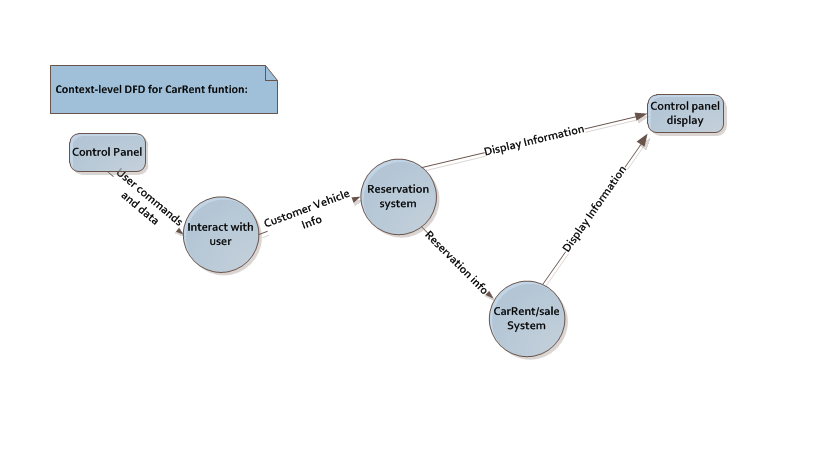 Context-level DFD for CarRent funtion:
Control Panel
User commands
and data
Interact with
user
Customer Vehicle
Info
Reservation
system
Display Information
Control panel
display
Reservation info
Display Information
CarRent/sale
System